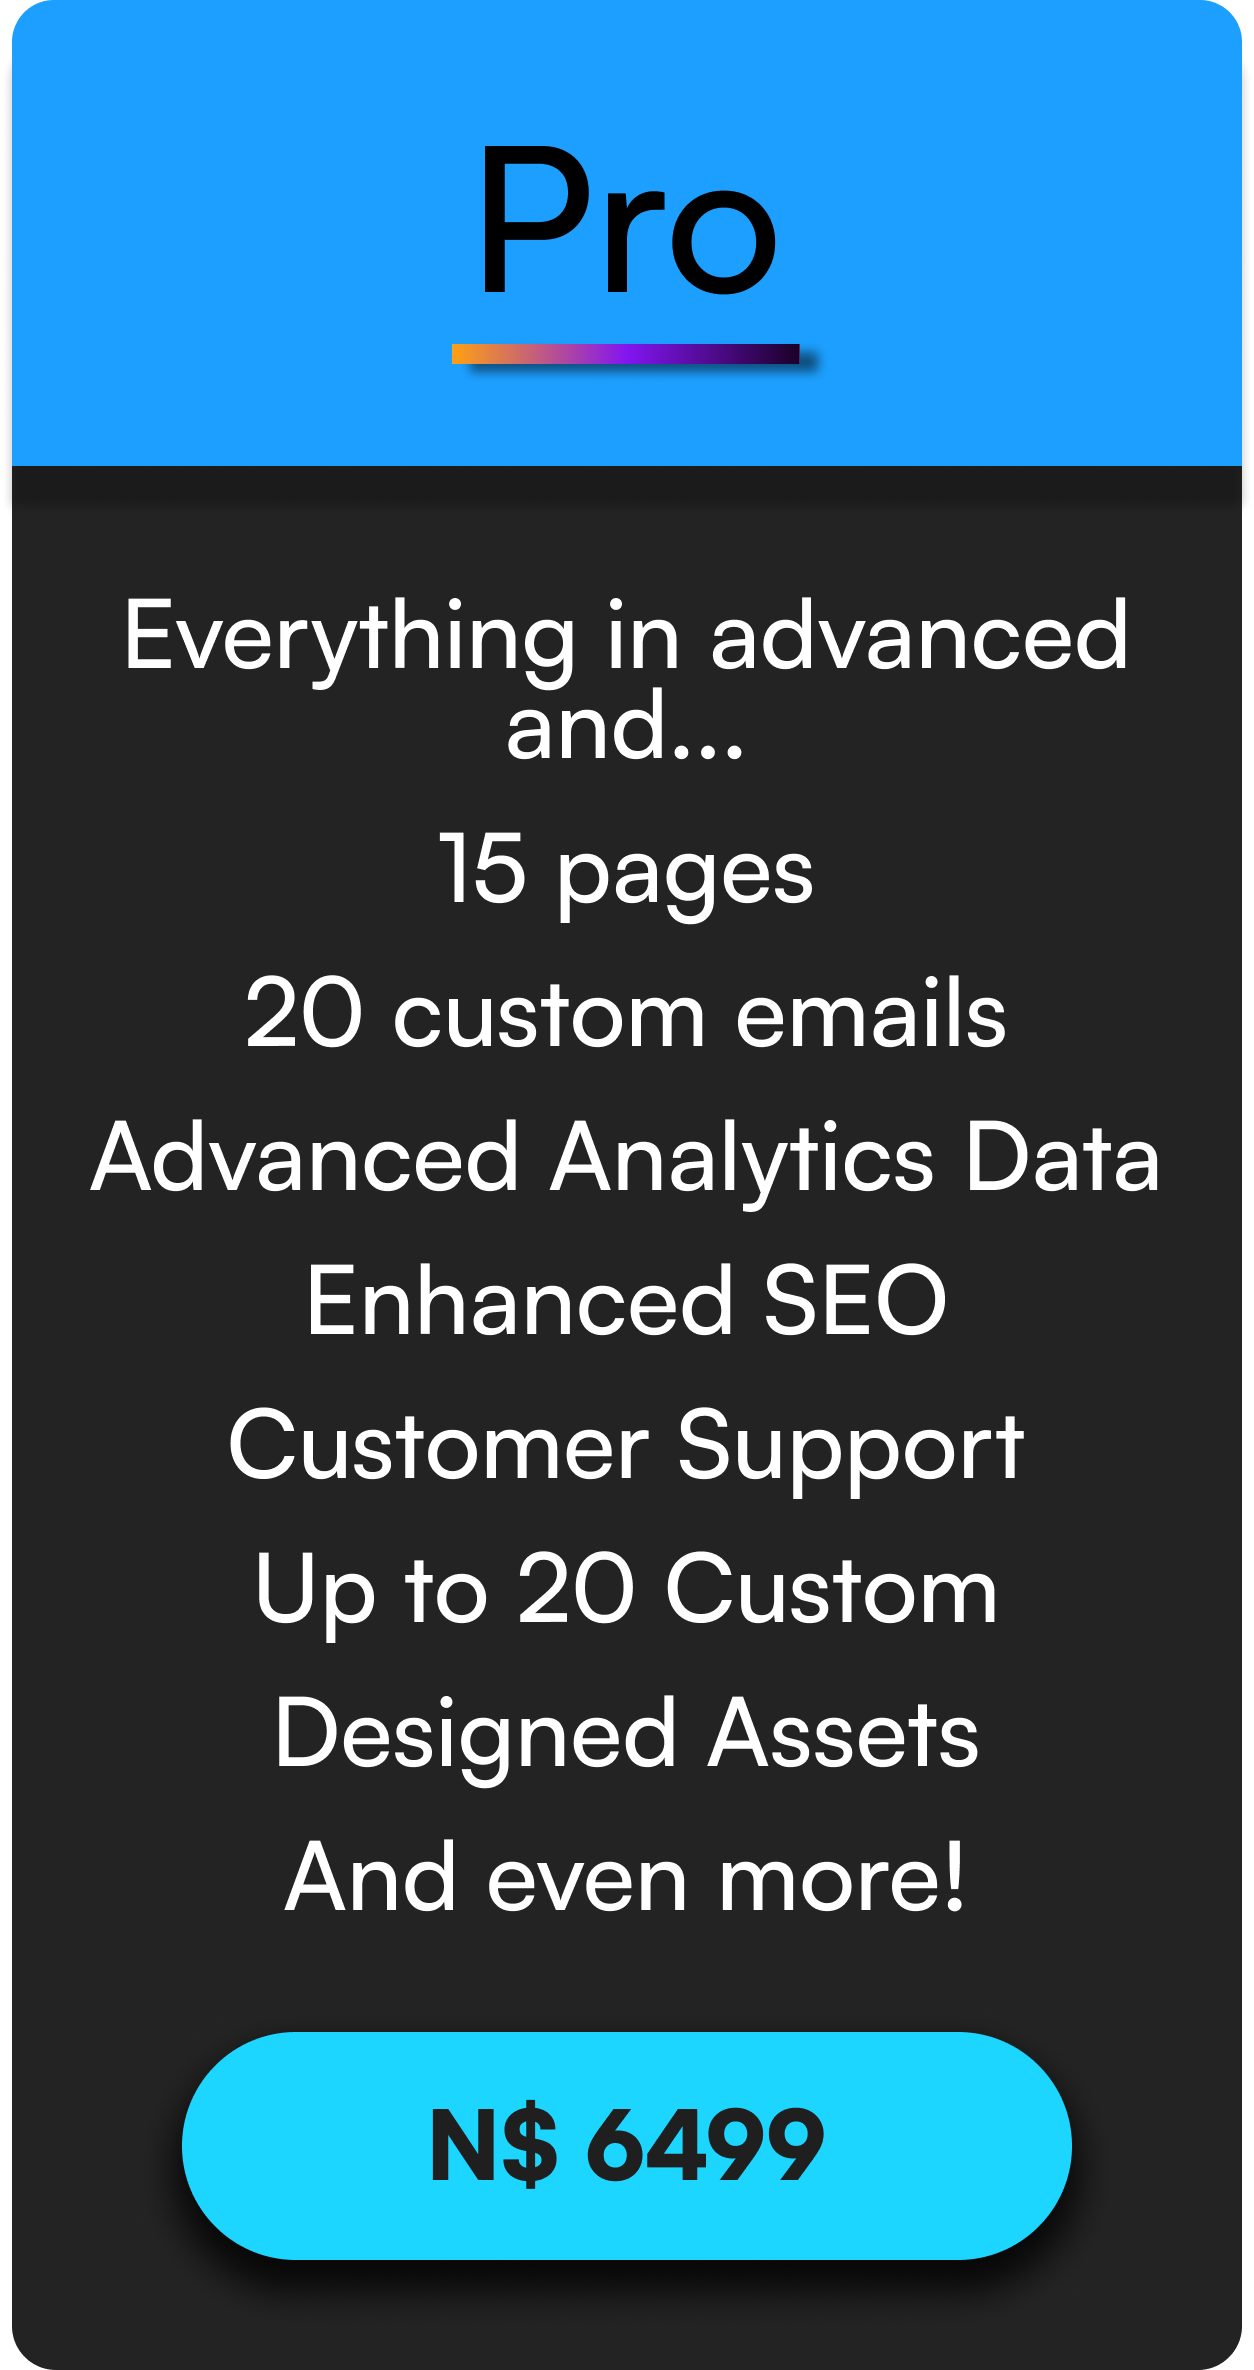 Pro
Everything in advanced
and...
15 pages
20 custom emails
Advanced Analytics Data
Enhanced SEO
Customer Support
Up to 20 Custom
Designed Assets
And even more!
N$ 6499